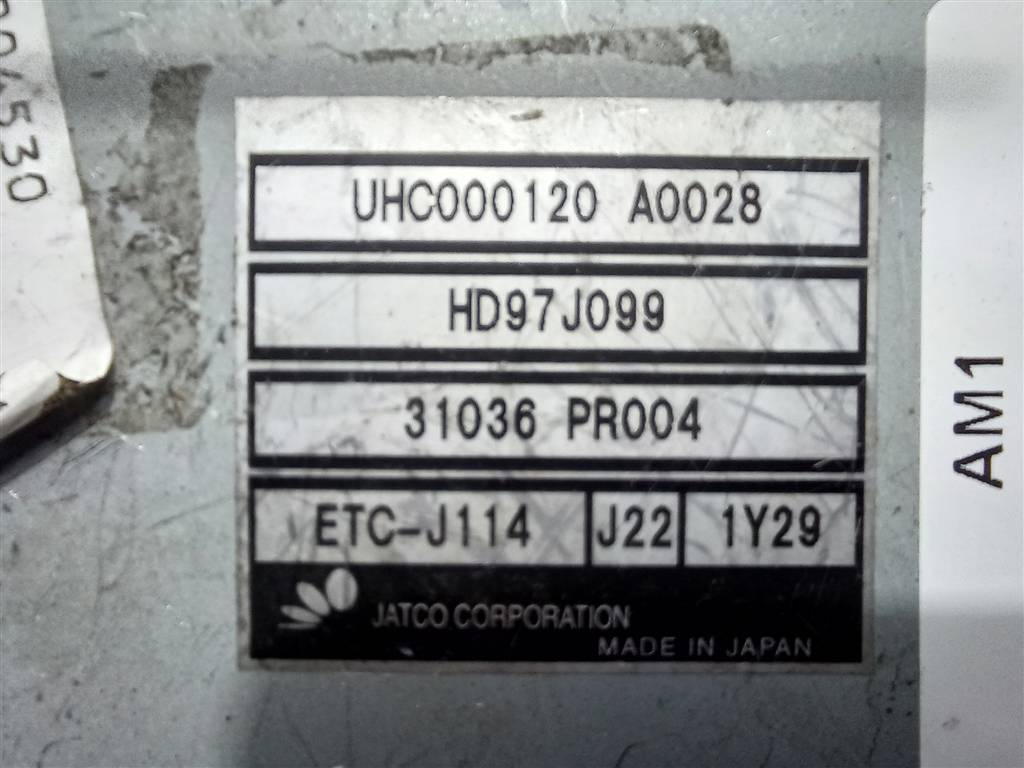 UHC000120 A0028
HD97J099
31036 PR004
ETC-J114 J22 1Y29
JATCO CORPORATION
MADE IN JAPAN
AM1